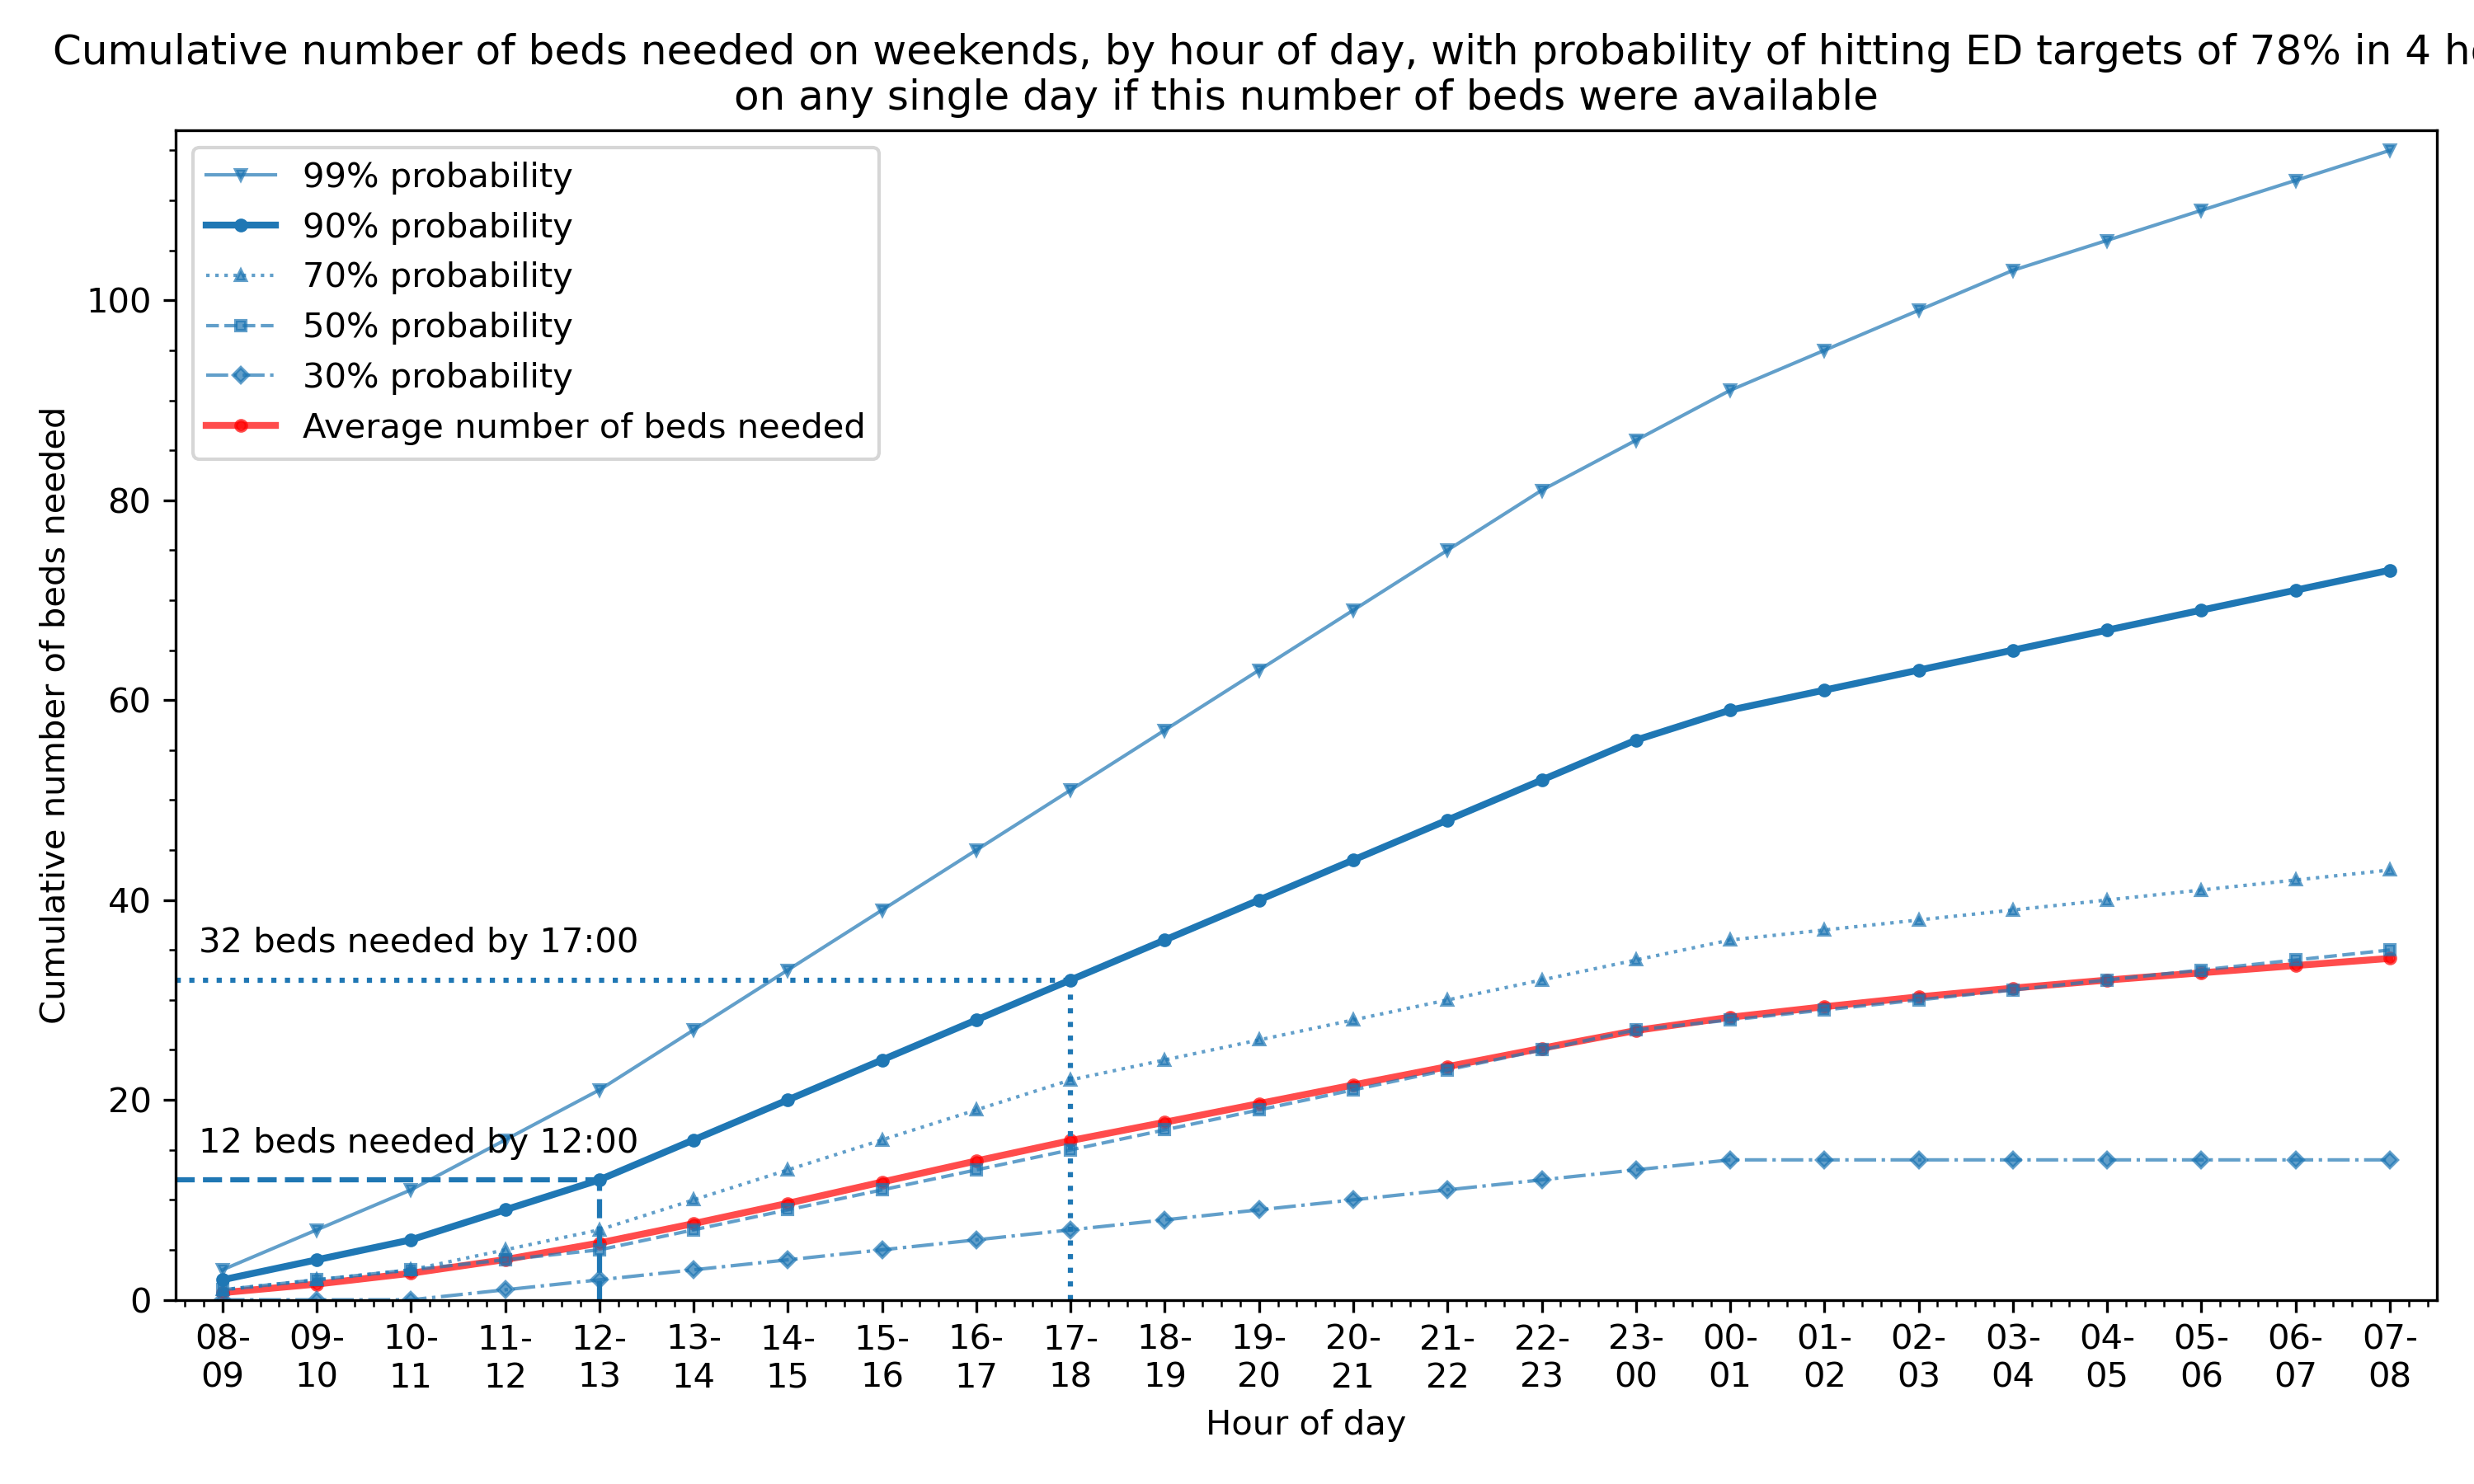 Cumulative number of beds needed on weekends, by hour of day, with probability of hitting ED targets of 78% in 4
on any single day if this number of beds were available
99% probability
90% probability
70% probability
50% probability
30% probability
Average number of beds needed
Cumulative number of beds needed
100
80
60
40
20
0
32 beds needed by 17:00
12 beds needed by 12:00
08- 09- 10- 11- 12- 13- 14- 15- 16- 17- 18- 19- 20- 21- 22- 23- 00- 01- 02- 03- 04- 05- 06- 07-
09 10 11 12 13 14 15 16 17 18 19 20 21 22 23 00 01 02 03 04 05 06 07 08
Hour of day